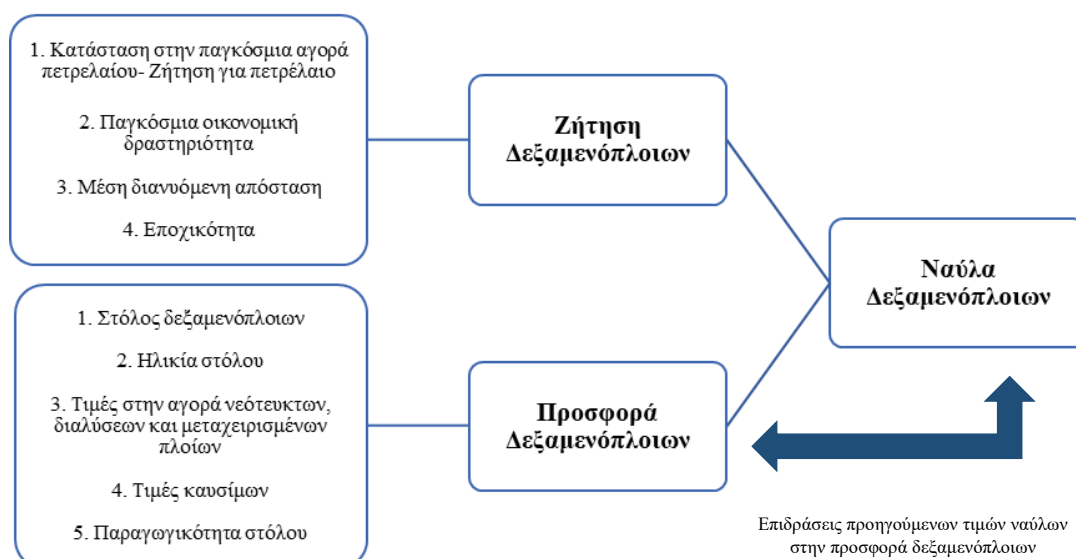 1. Κατάσταση στην παγκόσμια αγορά
πετρελαίου- Ζήτηση για πετρέλαιο
2. Παγκόσμια οικονομική
δραστηριότητα
3. Μέση διανυόμενη απόσταση
4. Εποχικότητα
Ζήτηση
Δεξαμενόπλοιων
1. Στόλος δεξαμενόπλοιων
2. Ηλικία στόλου
3. Τιμές στην αγορά νεότευκτων,
διαλύσεων και μεταχειρισμένων
πλοίων
4. Τιμές καυσίμων
5. Παραγωγικότητα στόλου
Προσφορά
Δεξαμενόπλοιων
Ναύλα
Δεξαμενόπλοιων
Επιδράσεις προηγούμενων τιμών ναύλων
στην προσφορά δεξαμενόπλοιων